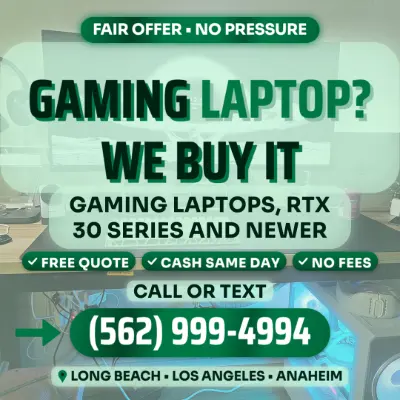 FAIR OFFER ▪ NO PRESSURE
GAMING LAPTOP?
WE BUY IT
GAMING LAPTOPS, RTX
30 SERIES AND NEWER
✓ FREE QUOTE ✓ CASH SAME DAY ✓ NO FEES
CALL OR TEXT
(562) 999-4994
LONG BEACH ▪ LOS ANGELES ▪ ANAHEIM